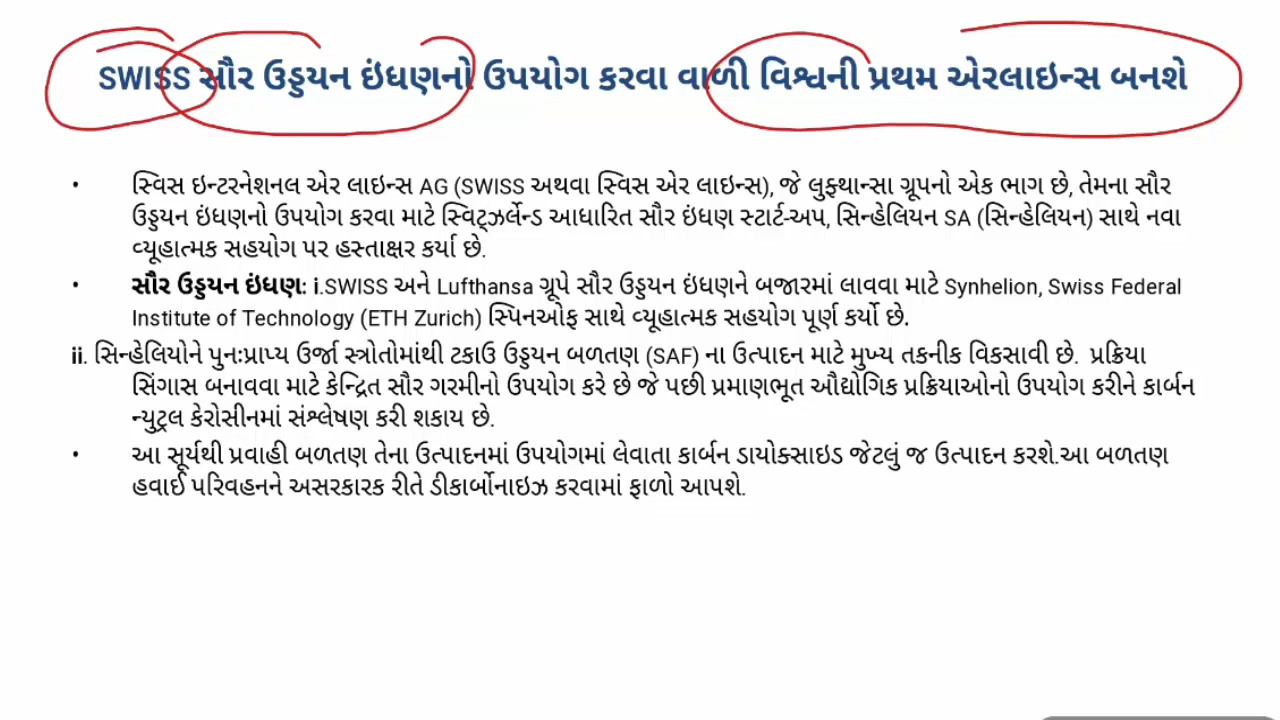 SWISS સૌર ઉડ્ડયન ઇંધણનો ઉપયોગ કરવા વાળી વિશ્વની પ્રથમ એરલાઇન્સ બનશે
• સ્વિસ ઇન્ટરનેશનલ એર લાઇન્સ AG (SWISS અથવા સ્વિસ એર લાઇન્સ), જે લુફ્થાન્સા ગ્રૂપનો એક ભાગ છે, તેમના સૌર
ઉડ્ડયન ઇંધણનો ઉપયોગ કરવા માટે સ્વિટ્ઝર્લેન્ડ આધારિત સૌર ઇંધણ સ્ટાર્ટ-અપ, સિન્હેલિયન SA (સિન્હેલિયન) સાથે નવા
વ્યૂહાત્મક સહયોગ પર હસ્તાક્ષર કર્યા છે.
• સૌર ઉડ્ડયન ઇંધણ: i.SWISS અને Lufthansa ગ્રૂપે સૌર ઉડ્ડયન ઇંધણને બજારમાં લાવવા માટે Synhelion, Swiss Federal
Institute of Technology (ETH Zurich) સ્પિનઓફ સાથે વ્યૂહાત્મક સહયોગ પૂર્ણ કર્યો છે.
ii. સિન્હેલિયોને પુનઃપ્રાપ્ય ઉર્જા સ્ત્રોતોમાંથી ટકાઉ ઉડ્ડયન બળતણ (SAF) ના ઉત્પાદન માટે મુખ્ય તકનીક વિકસાવી છે. પ્રક્રિયા
સિંગાસ બનાવવા માટે કેન્દ્રિત સૌર ગરમીનો ઉપયોગ કરે છે જે પછી પ્રમાણભૂત ઔદ્યોગિક પ્રક્રિયાઓનો ઉપયોગ કરીને કાર્બન
ન્યુટ્રલ કેરોસીનમાં સંશ્લેષણ કરી શકાય છે.
• આ સૂર્યથી પ્રવાહી બળતણ તેના ઉત્પાદનમાં ઉપયોગમાં લેવાતા કાર્બન ડાયોક્સાઇડ જેટલું જ ઉત્પાદન કરશે.આ બળતણ
હવાઈ પરિવહનને અસરકારક રીતે ડીકાર્બોનાઇઝ કરવામાં ફાળો આપશે.